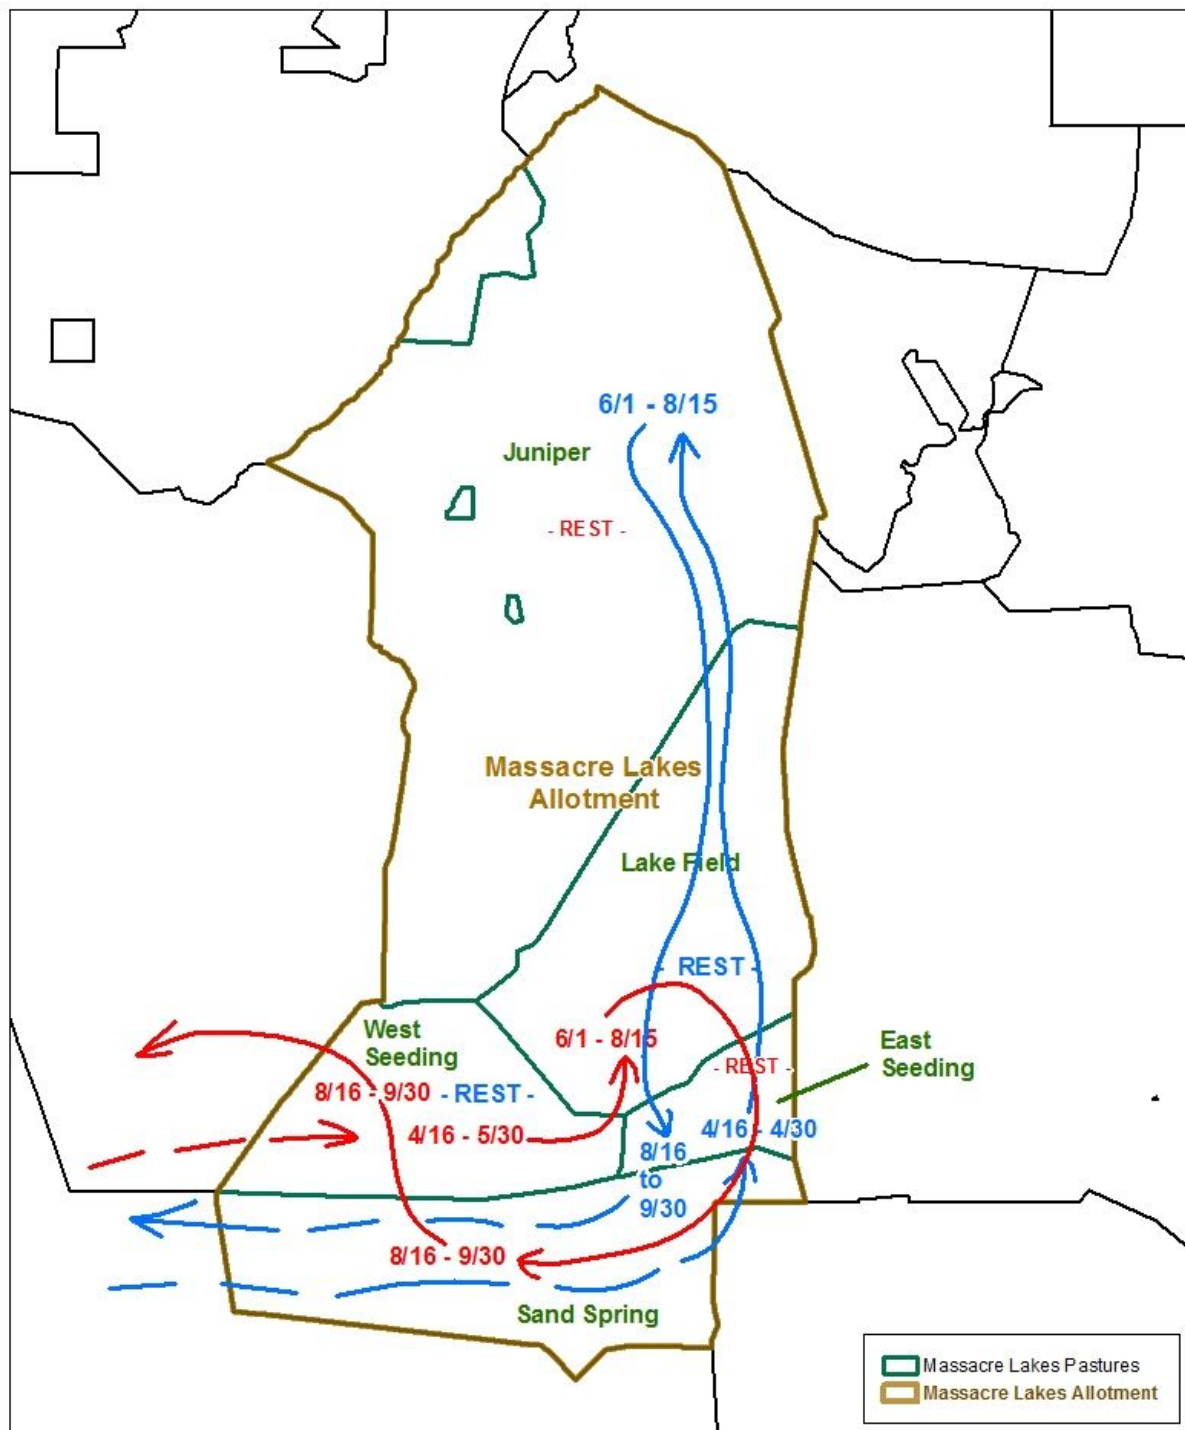 6/1 - 8/15
Juniper
- REST -
Massacre Lakes
Allotment
Lake Field
- REST -
West
Seeding
6/1 - 8/15
East
Seeding
- REST -
8/16 - 9/30
- REST -
4/16 - 5/30
4/16 - 4/30
8/16
to
9/30
8/16 - 9/30
Sand Spring
Massacre Lakes Pastures
Massacre Lakes Allotment